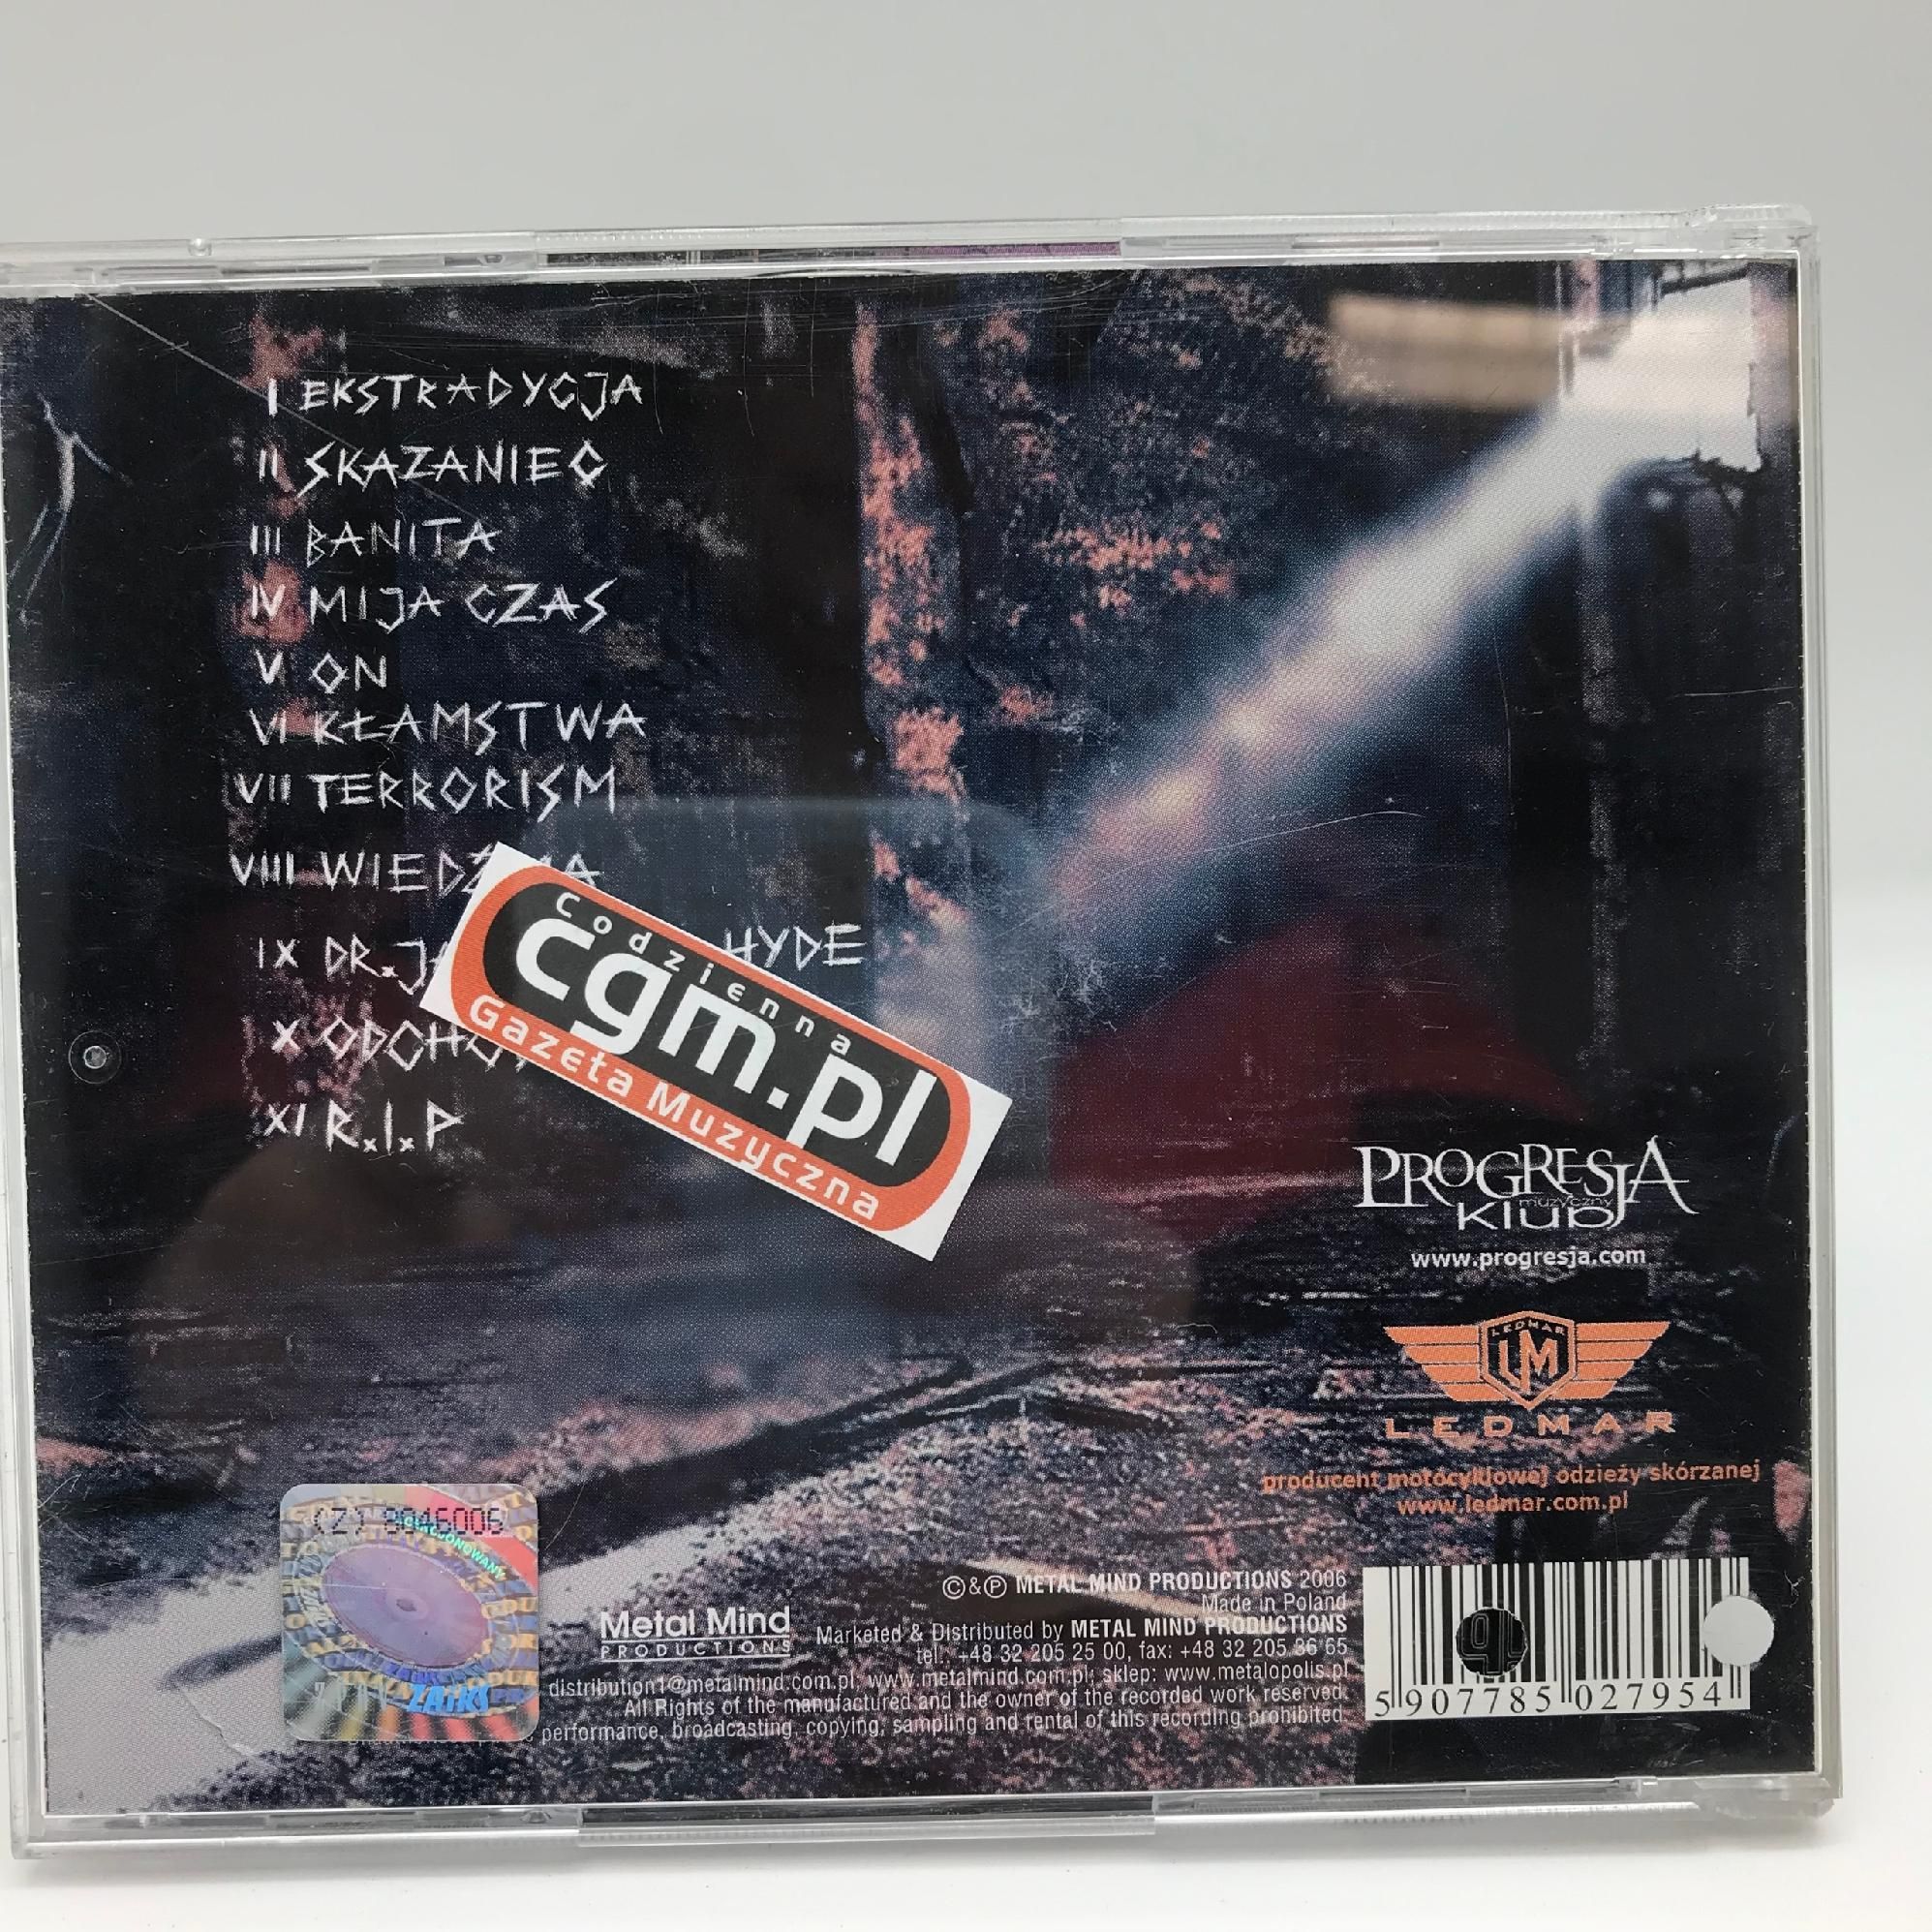 I EKSTRADYCJA
II SKAZANIEC
III BANITA
IV MIJA CZAS
V ON
VI KŁAMSTWA
VII TERRORISM
VIII
IX DR. HYDE
X
XI R.I.P
Codzienna
cgm.pl
Gazeta Muzyczna
PROGRESJA
muzyczny
klub
www.progresja.com
LEDMAR
LM
LEDMAR
producent motocyklowej odzieży skórzanej
www.ledmar.com.pl
ZAiKS
Metal Mind
PRODUCTIONS
©&℗ METAL MIND PRODUCTIONS 2006
Made in Poland
Marketed & Distributed by METAL MIND PRODUCTIONS
tel.: +48 32 205 25 00, fax: +48 32 205 36 65
distribution1@metalmind.com.pl; www.metalmind.com.pl; sklep: www.metalopolis.pl
All Rights of the manufactured and the owner of the recorded work reserved.
performance, broadcasting, copying, sampling and rental of this recording prohibited.
5 907785 027954